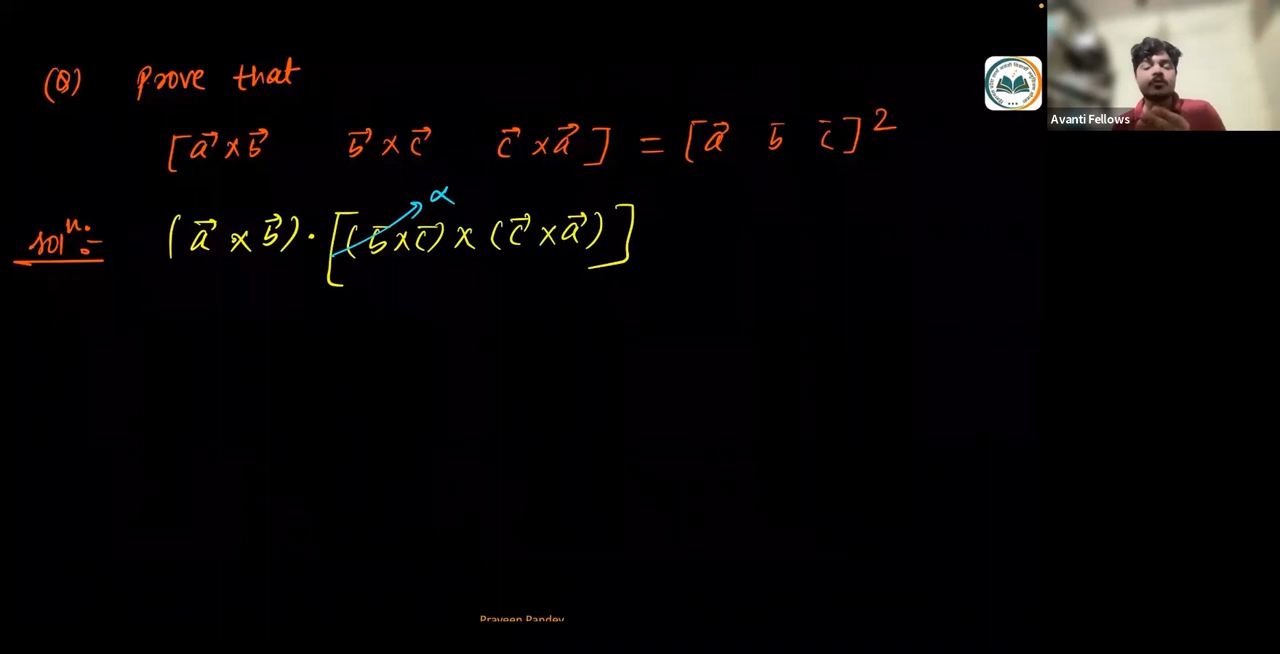 (Q) Prove that
[a⃗ × b⃗   b⃗ × c⃗   c⃗ × a⃗] = [a⃗ b̄ c̄]²
α
solⁿ:- (a⃗ × b⃗) · [(b̄ × c̄) × (c⃗ × a⃗)]
Avanti Fellows
Praveen Pandey